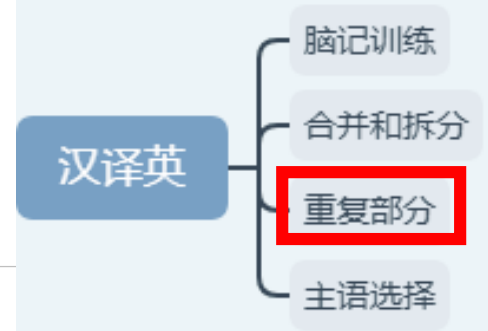 汉译英
脑记训练
合并和拆分
重复部分
主语选择